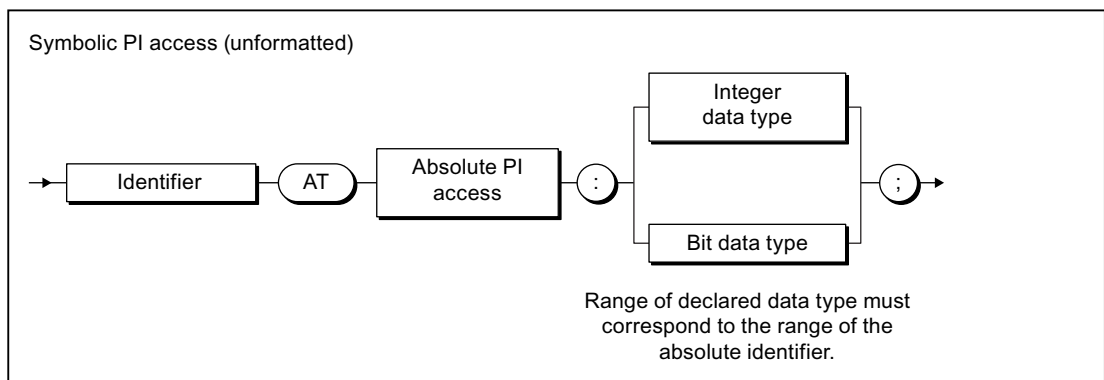 Symbolic PI access (unformatted)
Integer
data type
Identifier
AT
Absolute PI
access
:
;
Bit data type
Range of declared data type must
correspond to the range of the
absolute identifier.